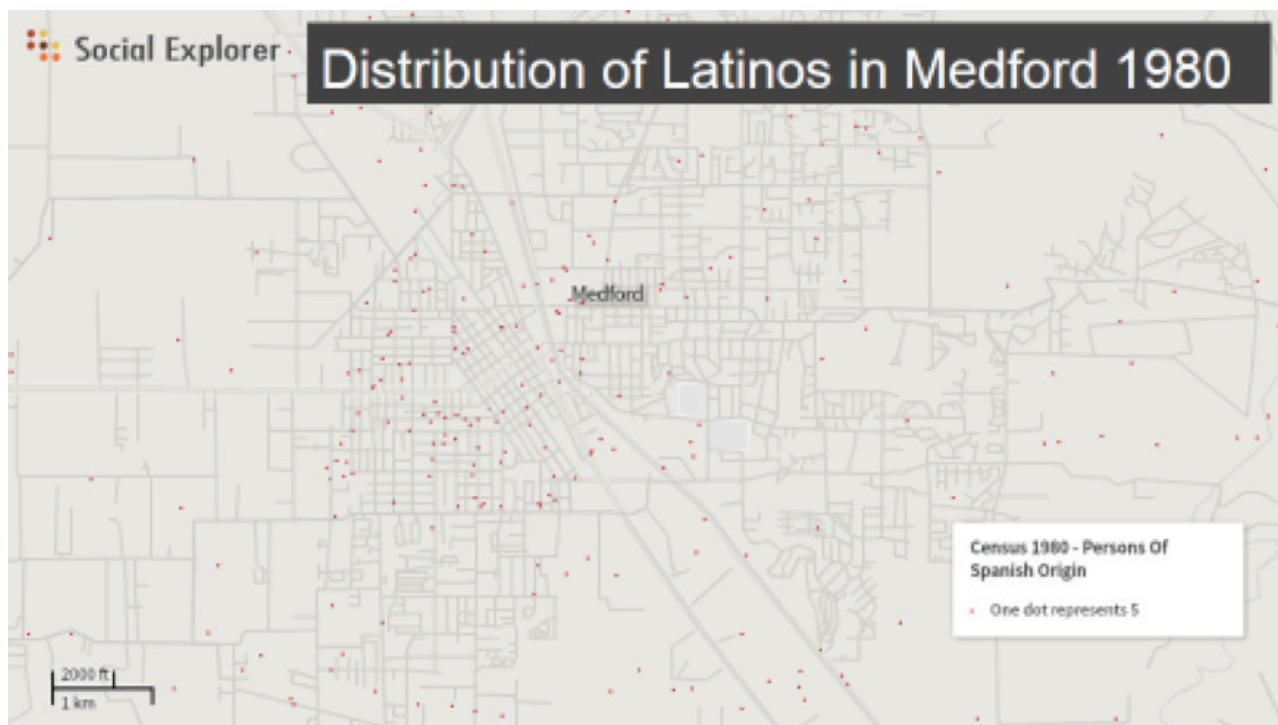 Social Explorer
Distribution of Latinos in Medford 1980
Medford
Census 1980 - Persons Of
Spanish Origin
One dot represents 5
2000 ft
1 km